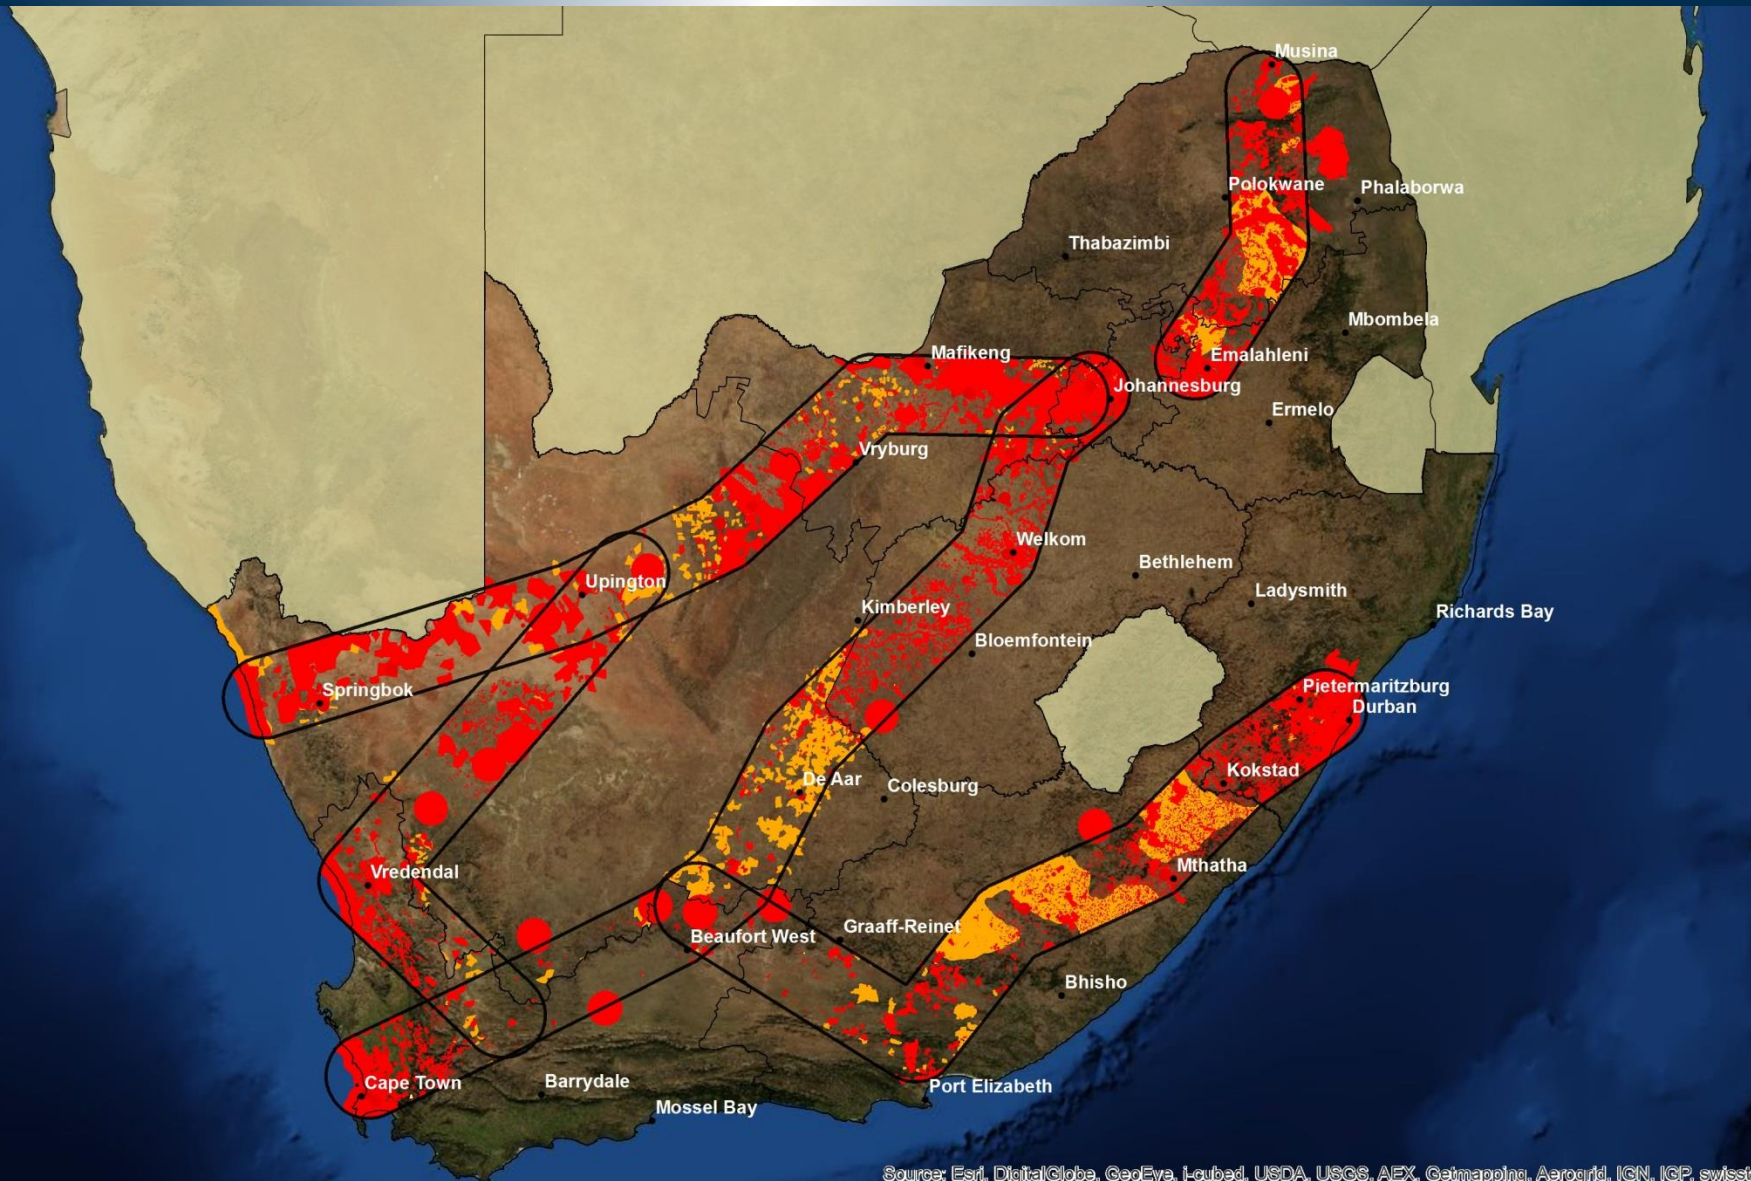 Musina
Polokwane
Phalaborwa
Thabazimbi
Mbombela
Mafikeng
Emalahleni
Johannesburg
Ermelo
Vryburg
Welkom
Bethlehem
Upington
Ladysmith
Kimberley
Richards Bay
Bloemfontein
Springbok
Pietermaritzburg
Durban
Kokstad
De Aar
Colesburg
Mthatha
Vredendal
Graaff-Reinet
Beaufort West
Bhisho
Cape Town
Barrydale
Port Elizabeth
Mossel Bay
Source: Esri, DigitalGlobe, GeoEye, i-cubed, USDA, USGS, AEX, Getmapping, Aerogrid, IGN, IGP, swisst